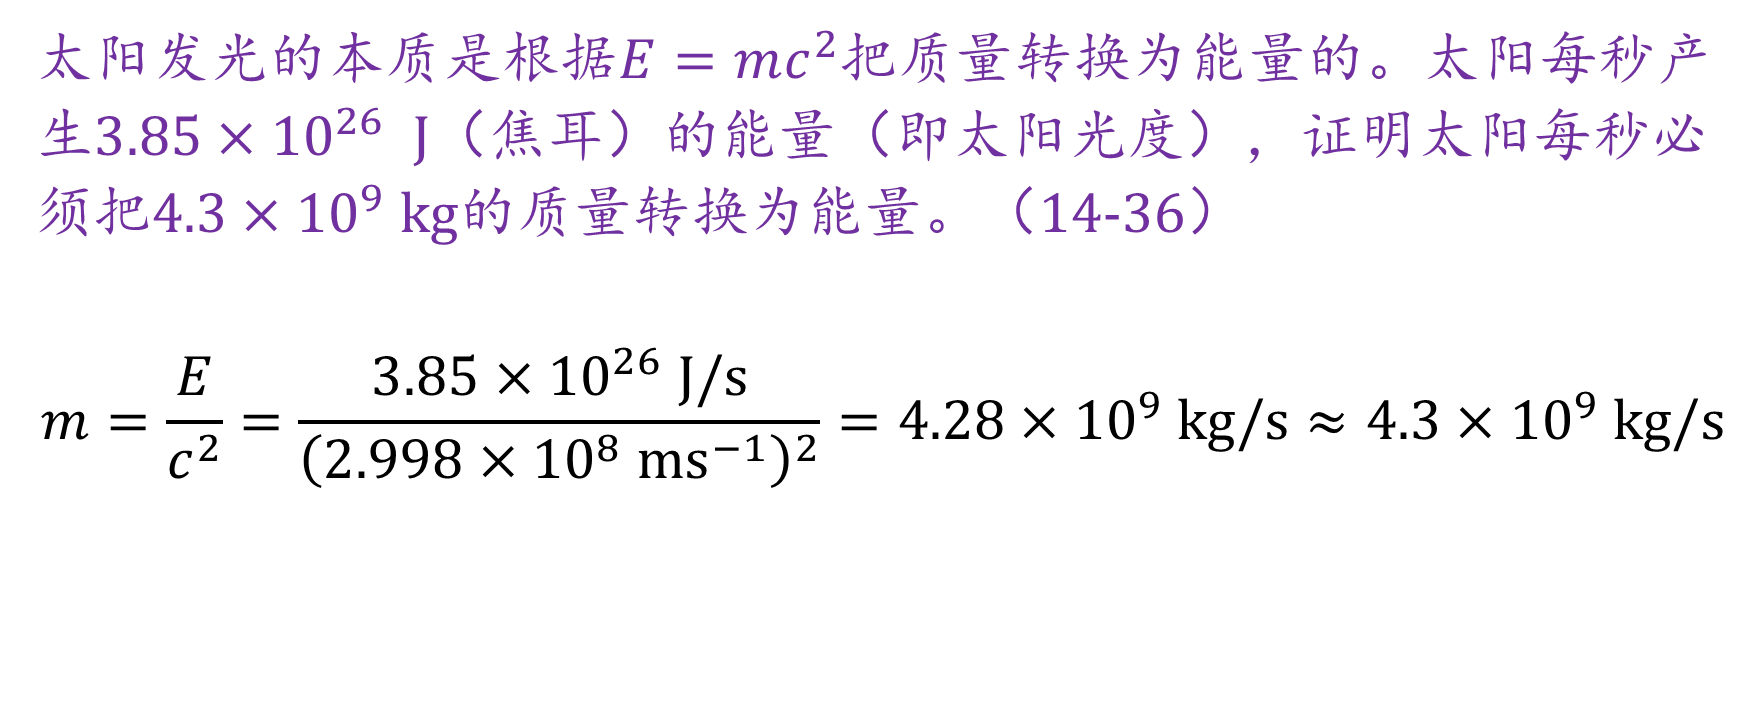 太阳发光的本质是根据E = mc²把质量转换为能量的。太阳每秒产
生3.85 × 10²⁶ J（焦耳）的能量（即太阳光度），证明太阳每秒必
须把4.3 × 10⁹ kg的质量转换为能量。（14-36）
m = E/c² = 3.85 × 10²⁶ J/s / (2.998 × 10⁸ ms⁻¹)² = 4.28 × 10⁹ kg/s ≈ 4.3 × 10⁹ kg/s